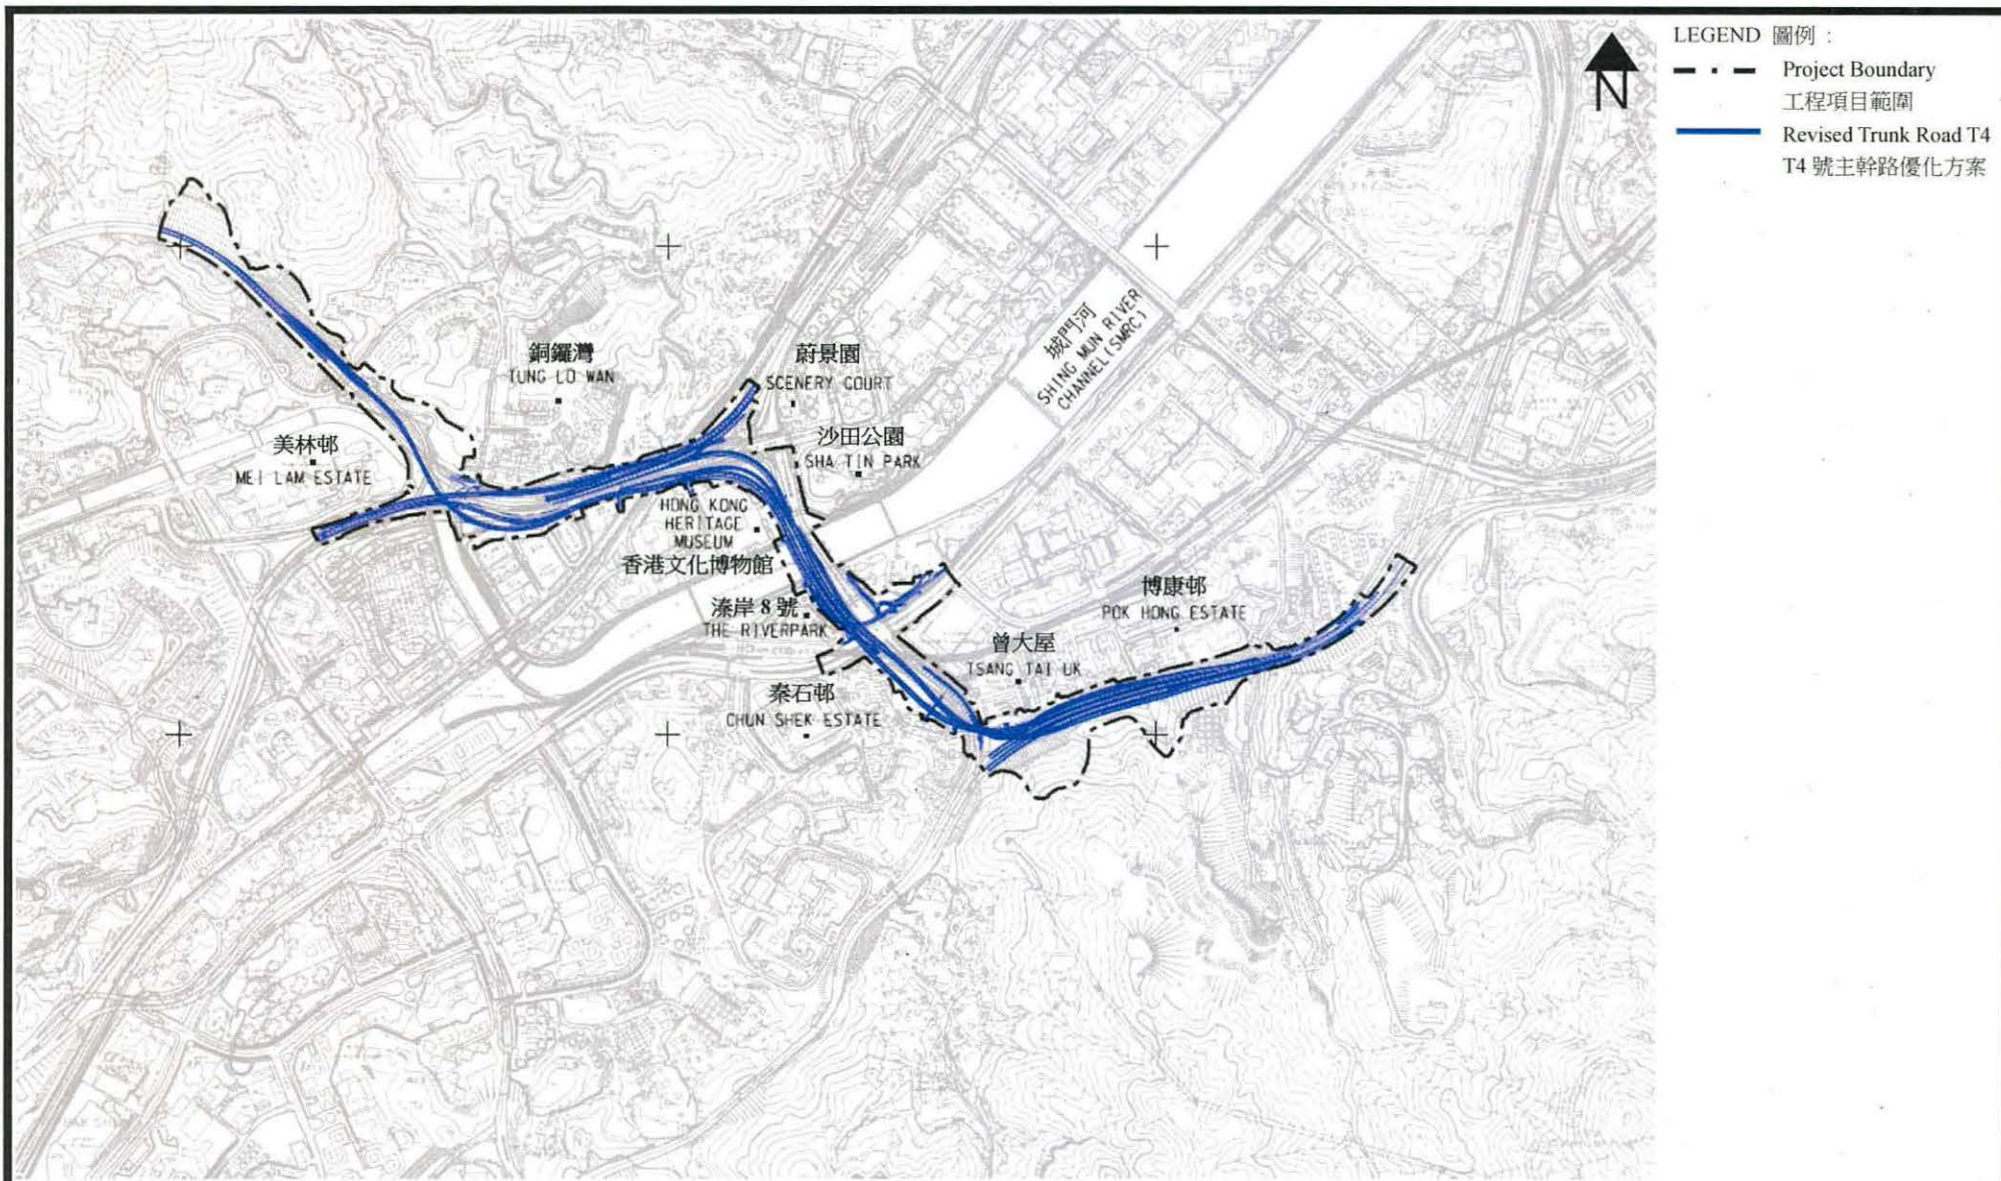 LEGEND 圖例 :
Project Boundary
工程項目範圍
Revised Trunk Road T4
T4 號主幹路優化方案
N
銅鑼灣
TUNG LO WAN
蔚景園
SCENERY COURT
城門河
SHING MUN RIVER
CHANNEL(SMRC)
美林邨
MEI LAM ESTATE
沙田公園
SHA TIN PARK
HONG KONG
HERITAGE
MUSEUM
香港文化博物館
溱岸 8 號
THE RIVERPARK
博康邨
POK HONG ESTATE
曾大屋
TSANG TAI UK
秦石邨
CHUN SHEK ESTATE